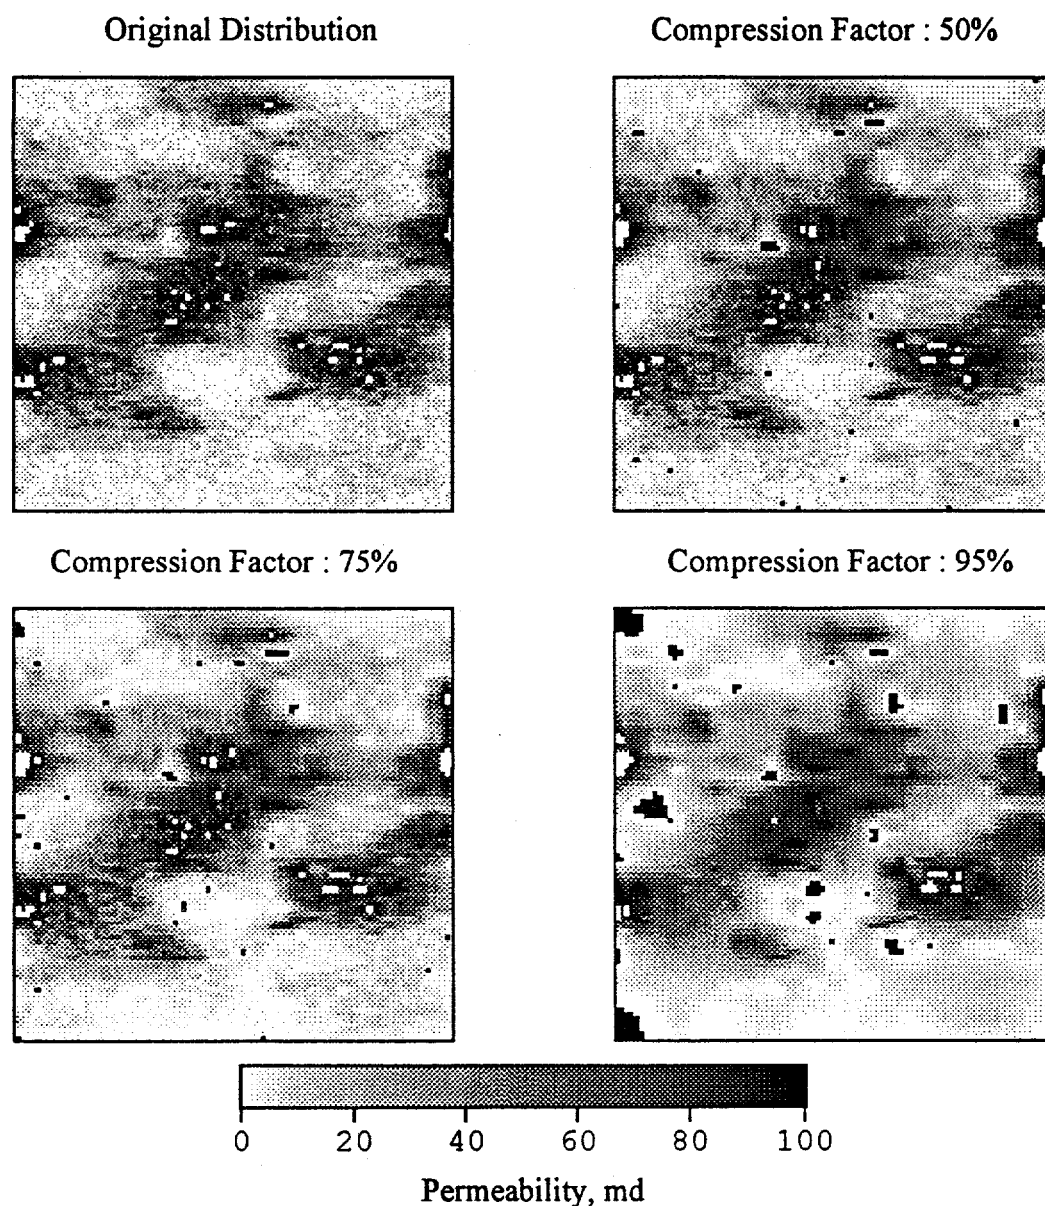 Original Distribution
Compression Factor : 50%
Compression Factor : 75%
Compression Factor : 95%
0 20 40 60 80 100
Permeability, md